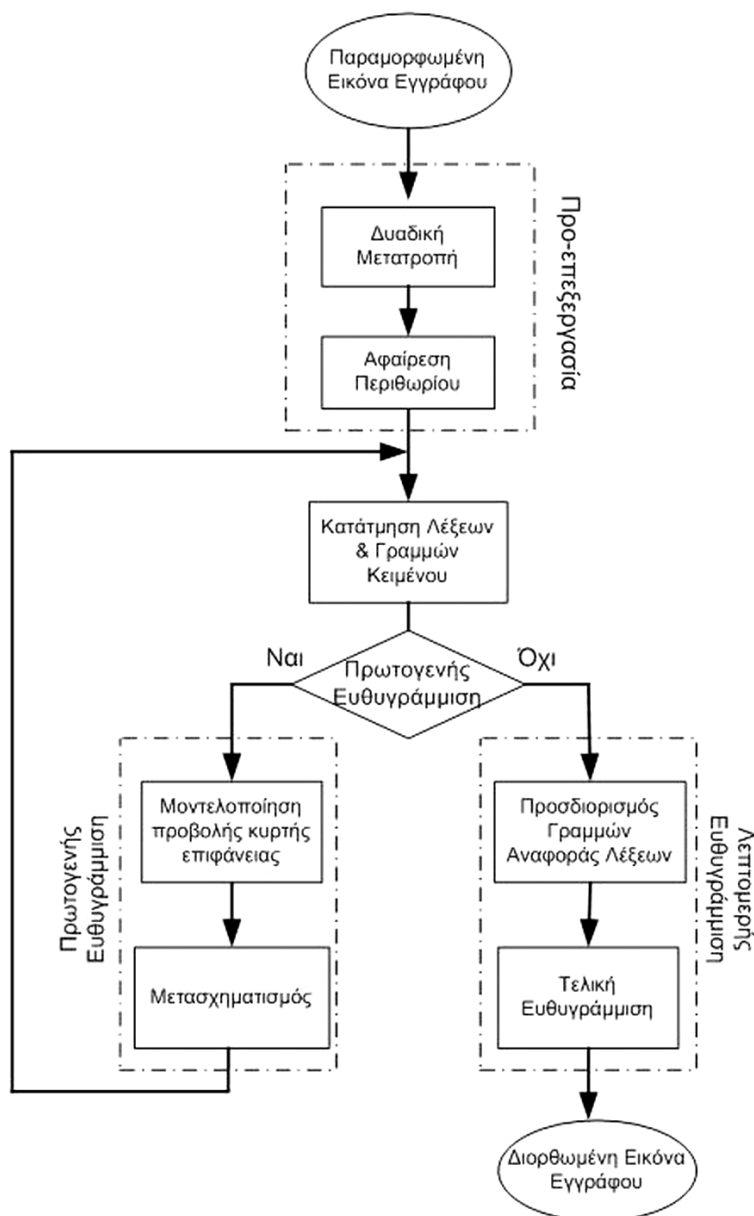 Παραμορφωμένη
Εικόνα Εγγράφου
Προ-επεξεργασία
Δυαδική
Μετατροπή
Αφαίρεση
Περιθωρίου
Κατάτμηση Λέξεων
& Γραμμών
Κειμένου
Ναι
Πρωτογενής
Ευθυγράμμιση
Όχι
Πρωτογενής
Ευθυγράμμιση
Μοντελοποίηση
προβολής κυρτής
επιφάνειας
Μετασχηματισμός
Προσδιορισμός
Γραμμών
Αναφοράς Λέξεων
Τελική
Ευθυγράμμιση
Λεπτομερής
Ευθυγράμμιση
Διορθωμένη Εικόνα
Εγγράφου